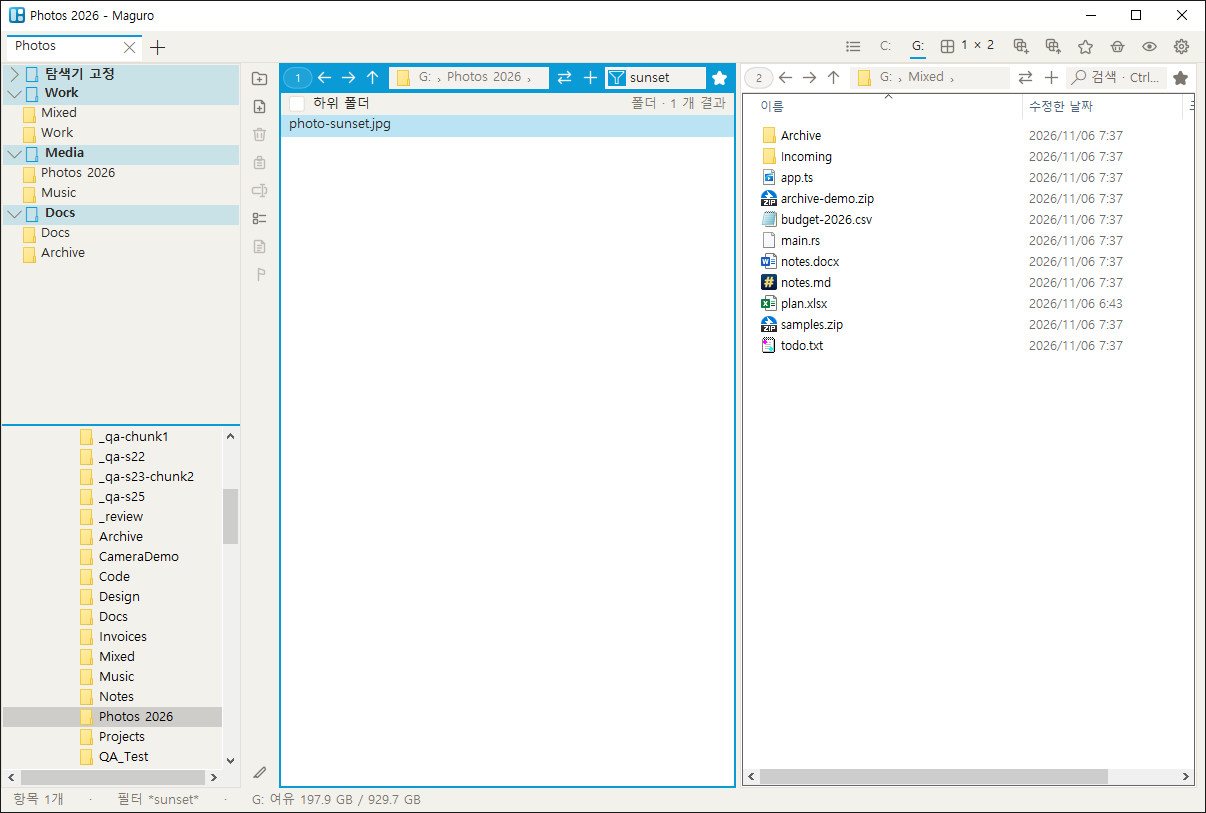 Photos 2026 - Maguro
Photos
C: G: 1 × 2
탐색기 고정
Work
Mixed
Work
Media
Photos 2026
Music
Docs
Docs
Archive
_qa-chunk1
_qa-s22
_qa-s23-chunk2
_qa-s25
_review
Archive
CameraDemo
Code
Design
Docs
Invoices
Mixed
Music
Notes
Photos 2026
Projects
QA_Test
1 G: › Photos 2026 › sunset
하위 폴더 폴더 · 1 개 결과
photo-sunset.jpg
2 G: › Mixed › 검색 · Ctrl...
이름 수정한 날짜
Archive 2026/11/06 7:37
Incoming 2026/11/06 7:37
app.ts 2026/11/06 7:37
archive-demo.zip 2026/11/06 7:37
budget-2026.csv 2026/11/06 7:37
main.rs 2026/11/06 7:37
notes.docx 2026/11/06 7:37
notes.md 2026/11/06 7:37
plan.xlsx 2026/11/06 6:43
samples.zip 2026/11/06 7:37
todo.txt 2026/11/06 7:37
항목 1개 · 필터 *sunset* · G: 여유 197.9 GB / 929.7 GB